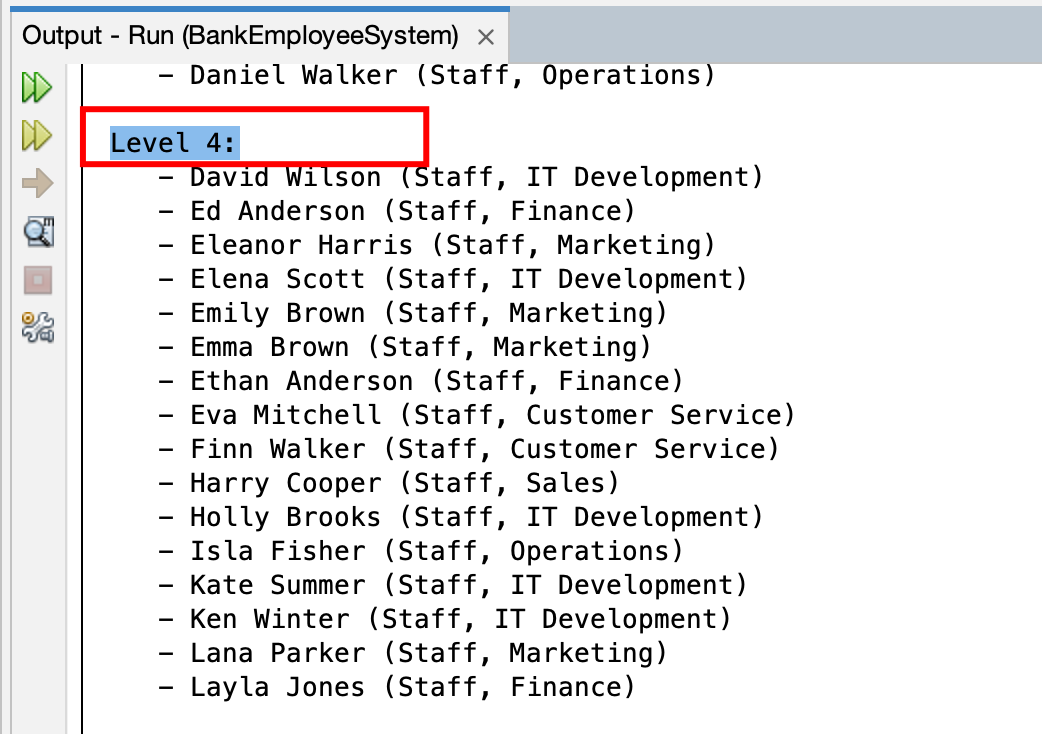 Output - Run (BankEmployeeSystem) ×
– Daniel Walker (Staff, Operations)
Level 4:
– David Wilson (Staff, IT Development)
– Ed Anderson (Staff, Finance)
– Eleanor Harris (Staff, Marketing)
– Elena Scott (Staff, IT Development)
– Emily Brown (Staff, Marketing)
– Emma Brown (Staff, Marketing)
– Ethan Anderson (Staff, Finance)
– Eva Mitchell (Staff, Customer Service)
– Finn Walker (Staff, Customer Service)
– Harry Cooper (Staff, Sales)
– Holly Brooks (Staff, IT Development)
– Isla Fisher (Staff, Operations)
– Kate Summer (Staff, IT Development)
– Ken Winter (Staff, IT Development)
– Lana Parker (Staff, Marketing)
– Layla Jones (Staff, Finance)